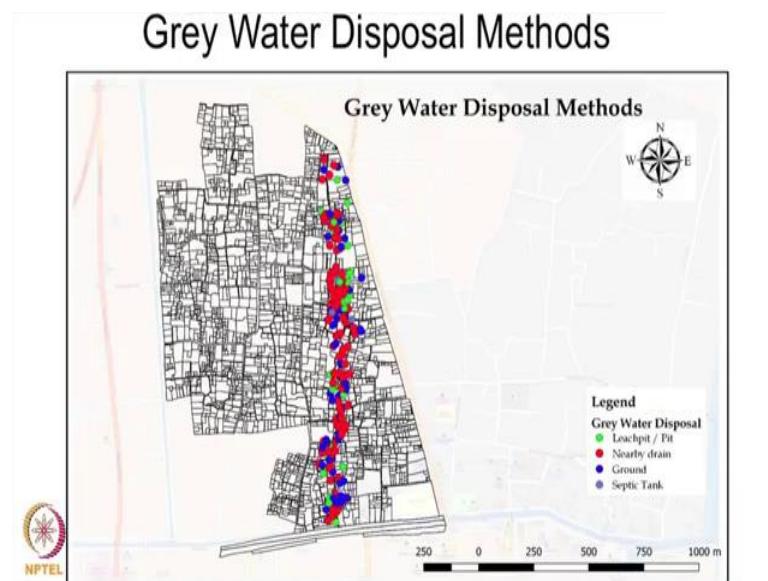 Grey Water Disposal Methods
Grey Water Disposal Methods
N
W E
S
Legend
Grey Water Disposal
Leachpit / Pit
Nearby drain
Ground
Septic Tank
250 0 250 500 750 1000 m
NPTEL